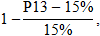 1 − (P13 − 15%) / 15%,